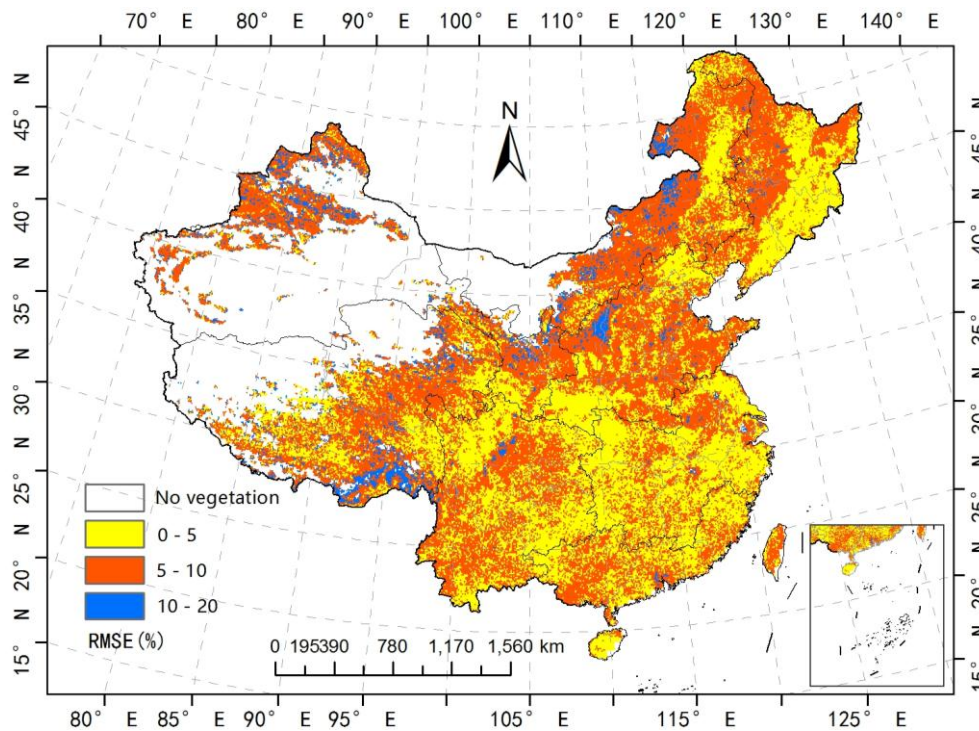 70° E 80° E 90° E 100° E 110° E 120° E 130° E 140° E
45° N
40° N
35° N
30° N
25° N
20° N
15° N
45° N
40° N
35° N
30° N
25° N
20° N
15° N
N
No vegetation
0 - 5
5 - 10
10 - 20
RMSE(%)
0 195390 780 1,170 1,560 km
80° E 85° E 90° E 95° E 105° E 115° E 125° E